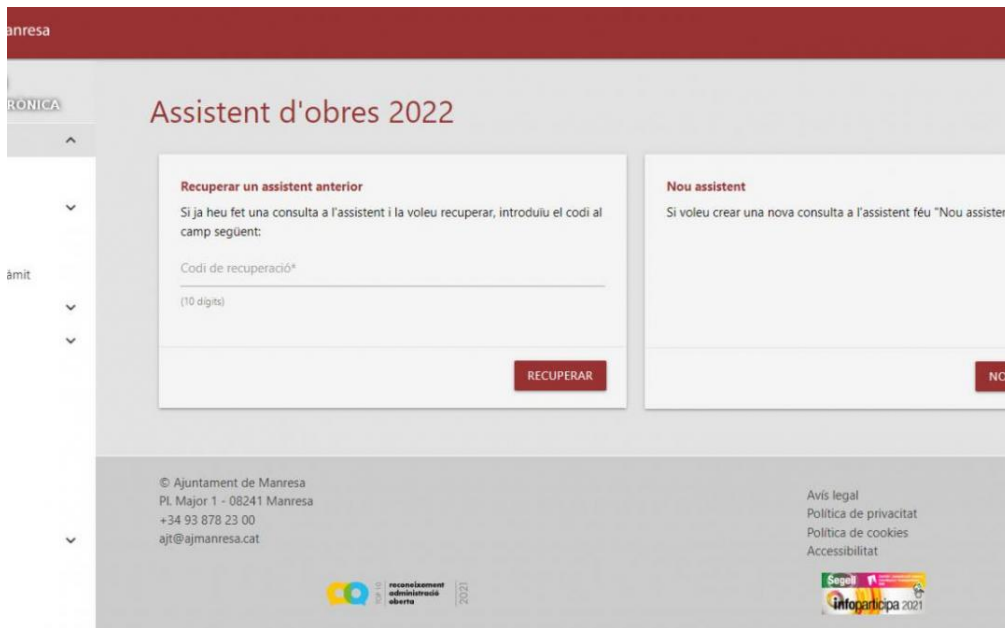 anresa
RÒNICA
àmit
Assistent d'obres 2022
Recuperar un assistent anterior
Si ja heu fet una consulta a l'assistent i la voleu recuperar, introduïu el codi al
camp següent:
Codi de recuperació*
(10 dígits)
RECUPERAR
Nou assistent
Si voleu crear una nova consulta a l'assistent féu "Nou assisten
NO
© Ajuntament de Manresa
Pl. Major 1 - 08241 Manresa
+34 93 878 23 00
ajt@ajmanresa.cat
TOP 10
reconeixement
administració
oberta
2021
Avís legal
Política de privacitat
Política de cookies
Accessibilitat
Segell
infoparticipa 2021